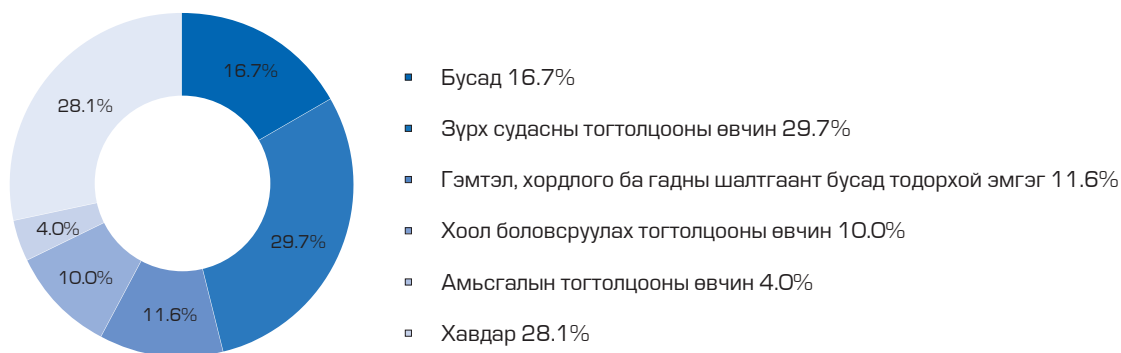 16.7%
28.1%
4.0%
29.7%
10.0%
11.6%
Бусад 16.7%
Зүрх судасны тогтолцооны өвчин 29.7%
Гэмтэл, хордлого ба гадны шалтгаант бусад тодорхой эмгэг 11.6%
Хоол боловсруулах тогтолцооны өвчин 10.0%
Амьсгалын тогтолцооны өвчин 4.0%
Хавдар 28.1%